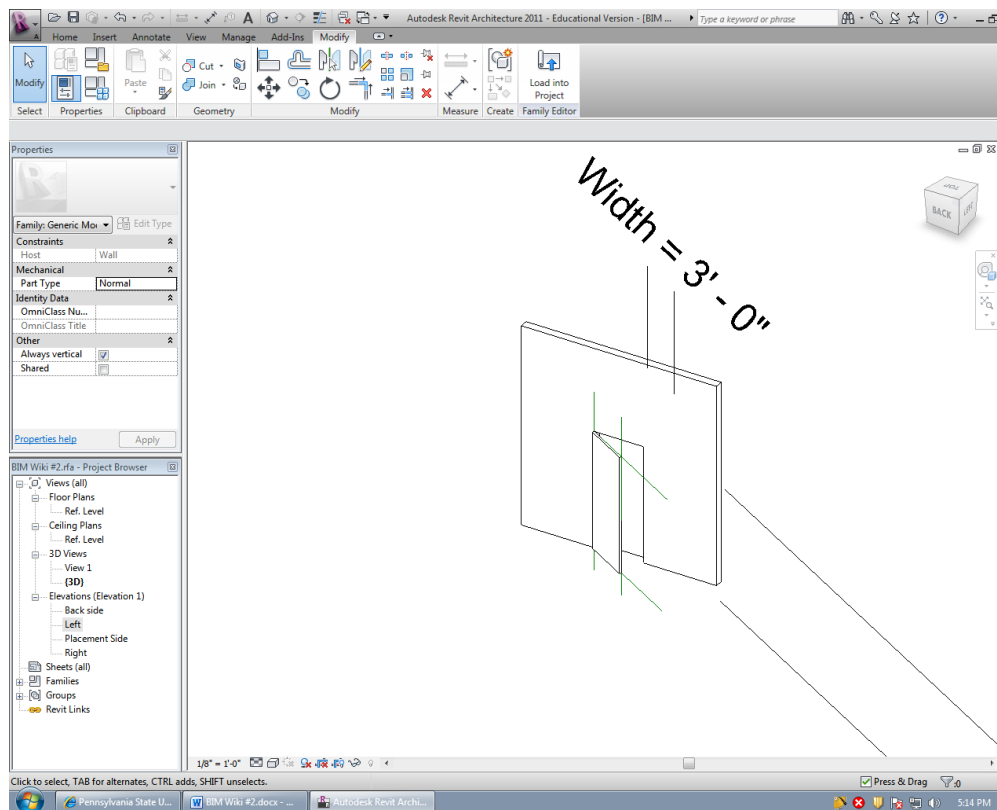 Autodesk Revit Architecture 2011 - Educational Version - [BIM ...
Type a keyword or phrase
Home Insert Annotate View Manage Add-Ins Modify
Modify
Paste
Cut
Join
Load into
Project
Select Properties Clipboard Geometry Modify Measure Create Family Editor
Properties
Family: Generic Mo
Edit Type
Constraints
Host Wall
Mechanical
Part Type Normal
Identity Data
OmniClass Nu...
OmniClass Title
Other
Always vertical
Shared
Properties help
Apply
BIM Wiki #2.rfa - Project Browser
Views (all)
Floor Plans
Ref. Level
Ceiling Plans
Ref. Level
3D Views
View 1
{3D}
Elevations (Elevation 1)
Back side
Left
Placement Side
Right
Sheets (all)
Families
Groups
Revit Links
Width = 3' - 0"
TOP
BACK
LEFT
1/8" = 1'-0"
Click to select, TAB for alternates, CTRL adds, SHIFT unselects.
Press & Drag
:0
Pennsylvania State U...
BIM Wiki #2.docx - ...
Autodesk Revit Archi...
5:14 PM